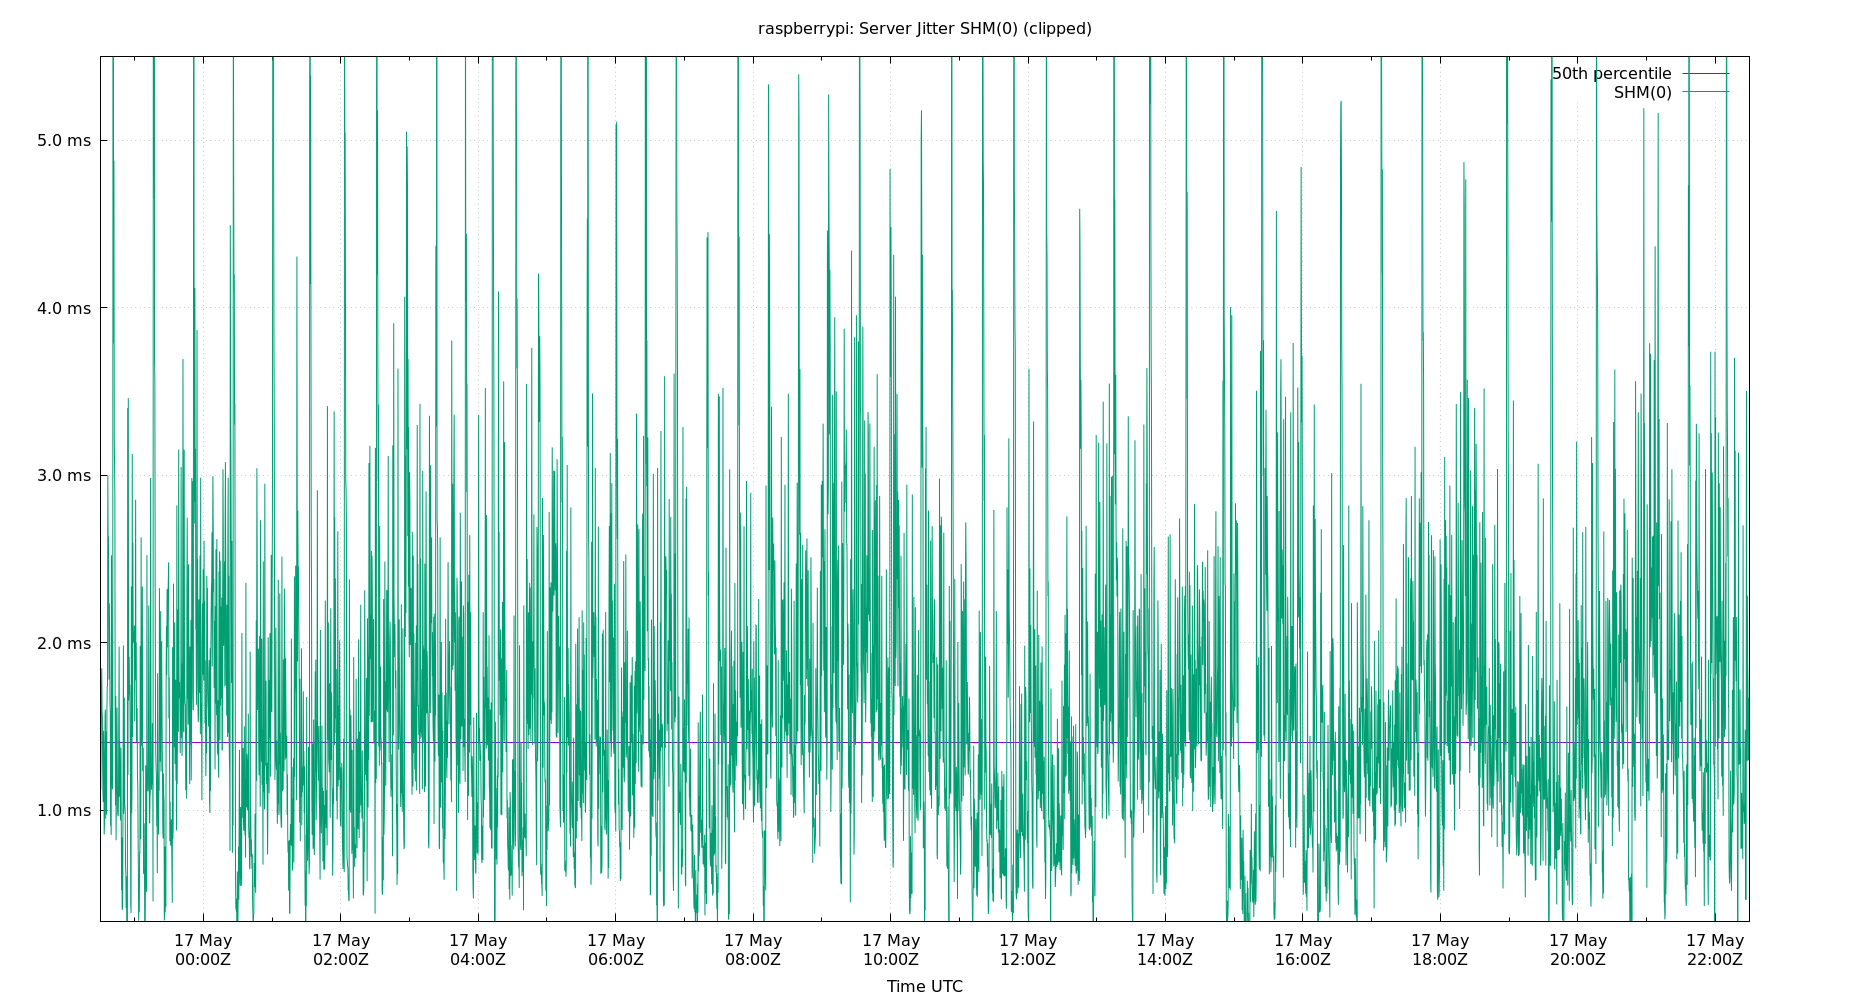 raspberrypi: Server Jitter SHM(0) (clipped)
50th percentile
SHM(0)
5.0 ms
4.0 ms
3.0 ms
2.0 ms
1.0 ms
17 May 17 May 17 May 17 May 17 May 17 May 17 May 17 May 17 May 17 May 17 May 17 May
00:00Z 02:00Z 04:00Z 06:00Z 08:00Z 10:00Z 12:00Z 14:00Z 16:00Z 18:00Z 20:00Z 22:00Z
Time UTC